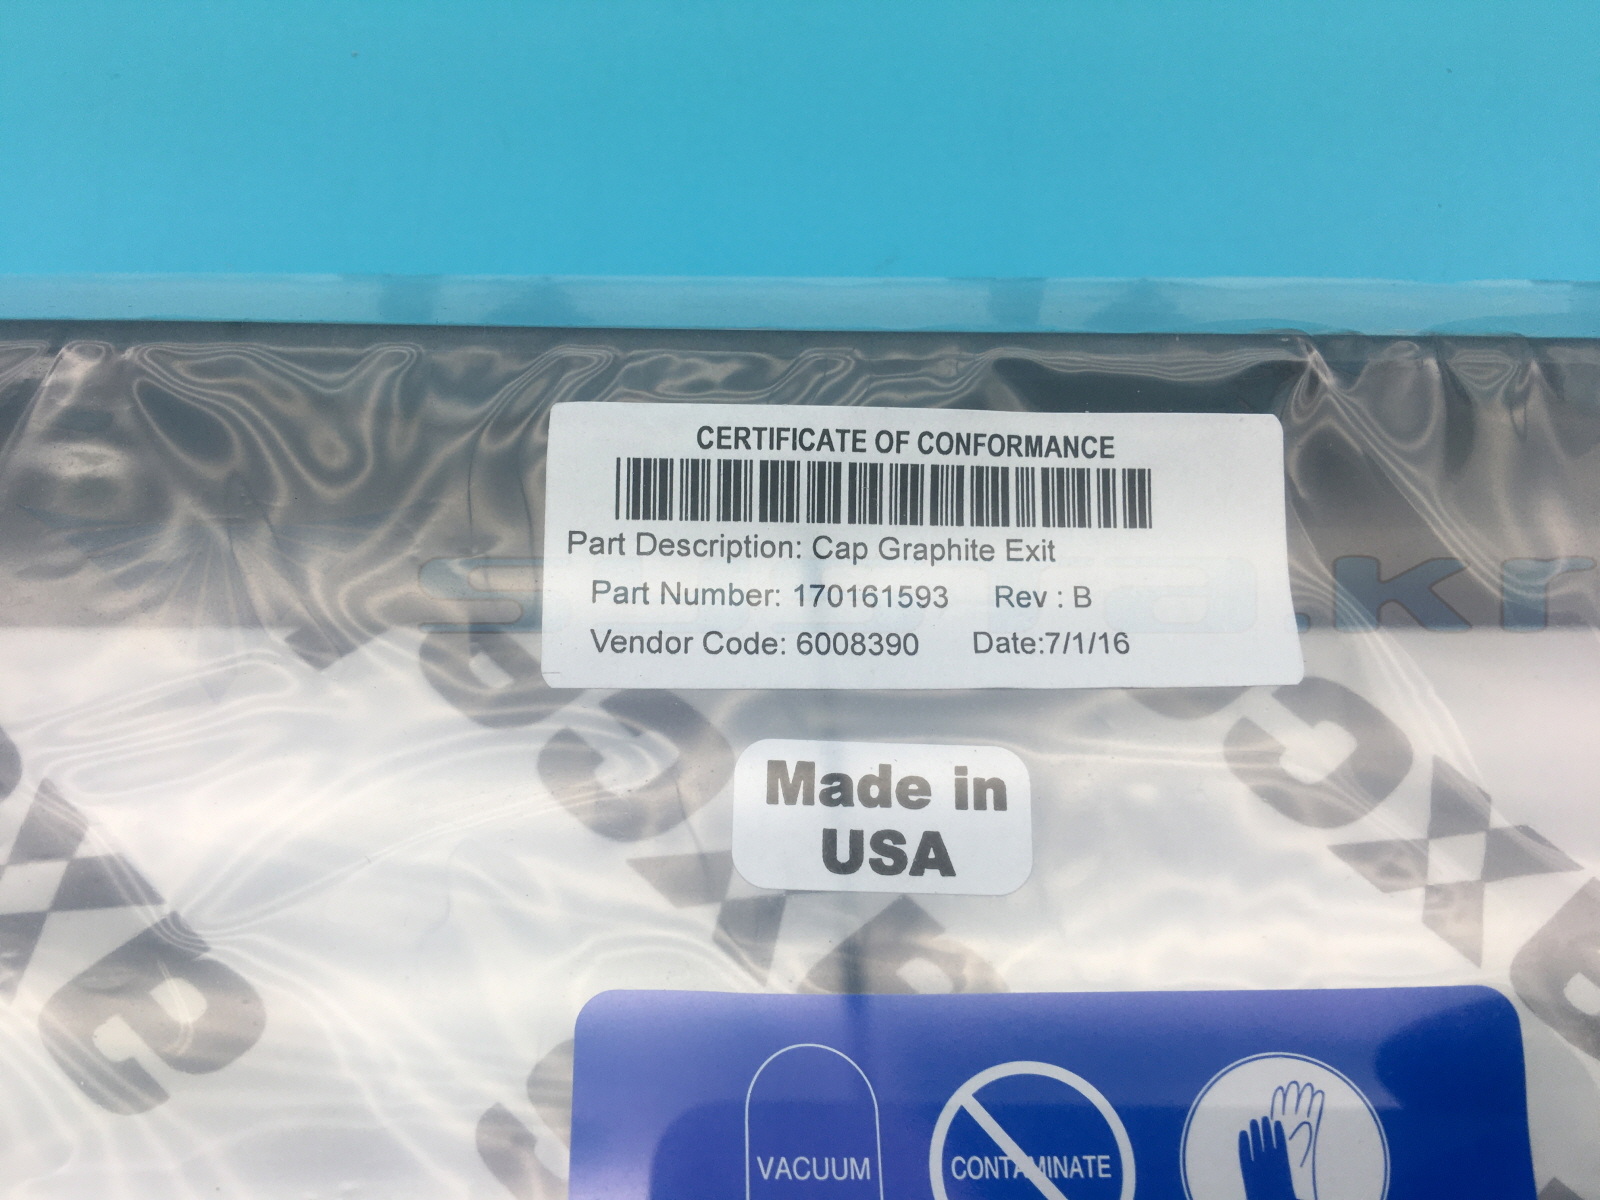 CERTIFICATE OF CONFORMANCE
Part Description: Cap Graphite Exit
Part Number: 170161593 Rev : B
Vendor Code: 6008390 Date:7/1/16
Made in
USA
VACUUM
CONTAMINATE